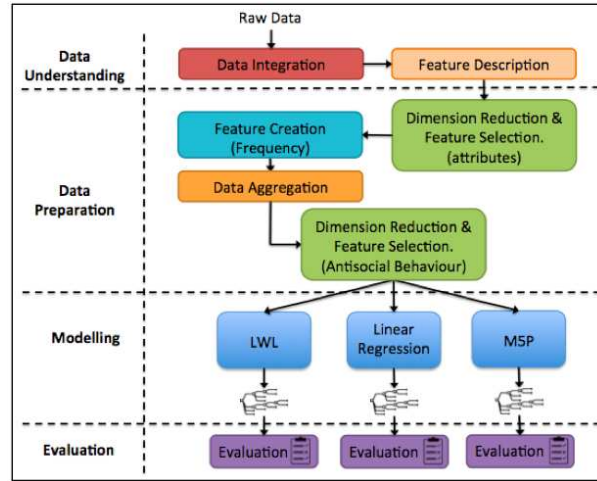 Raw Data
Data
Understanding
Data Integration
Feature Description
Dimension Reduction &
Feature Selection.
(attributes)
Feature Creation
(Frequency)
Data
Preparation
Data Aggregation
Dimension Reduction &
Feature Selection.
(Antisocial Behaviour)
Modelling
LWL
Linear
Regression
M5P
Evaluation
Evaluation
Evaluation
Evaluation